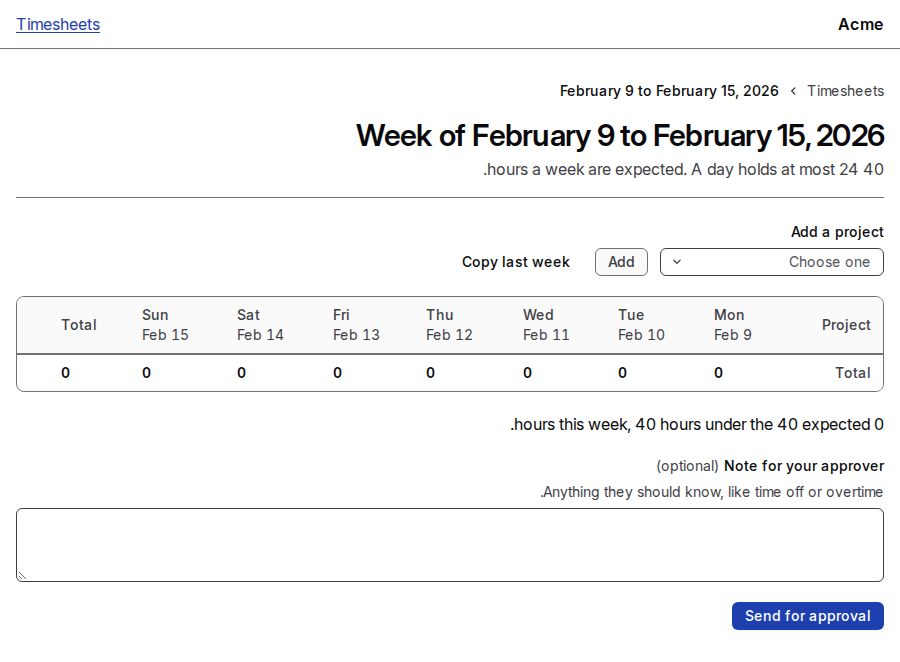 Timesheets Acme
February 9 to February 15, 2026 ‹ Timesheets
Week of February 9 to February 15, 2026
.hours a week are expected. A day holds at most 24 40
Add a project
Copy last week Add Choose one
Total Sun Sat Fri Thu Wed Tue Mon Project
Feb 15 Feb 14 Feb 13 Feb 12 Feb 11 Feb 10 Feb 9
0 0 0 0 0 0 0 0 Total
.hours this week, 40 hours under the 40 expected 0
(optional) Note for your approver
.Anything they should know, like time off or overtime
Send for approval